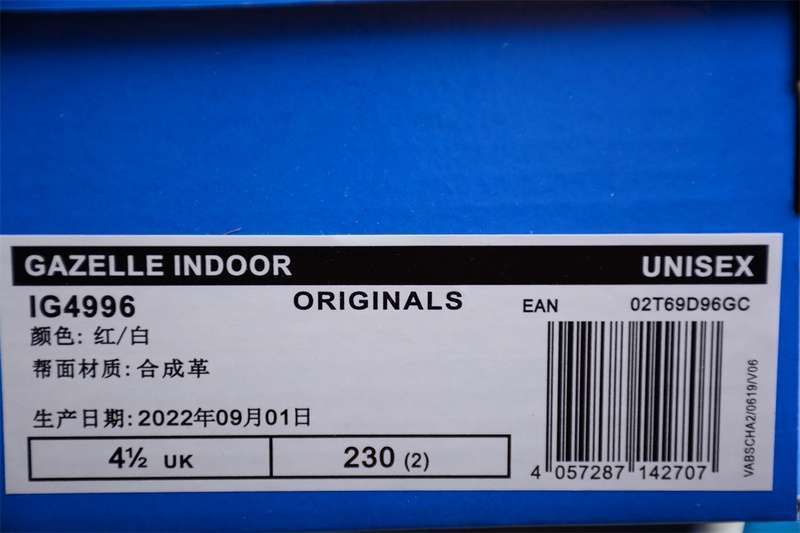 GAZELLE INDOOR UNISEX
IG4996 ORIGINALS EAN 02T69D96GC
颜色: 红/白
帮面材质: 合成革
生产日期: 2022年09月01日
4½ UK 230 (2)
4 057287 142707
VABSCHA2/0619/V06